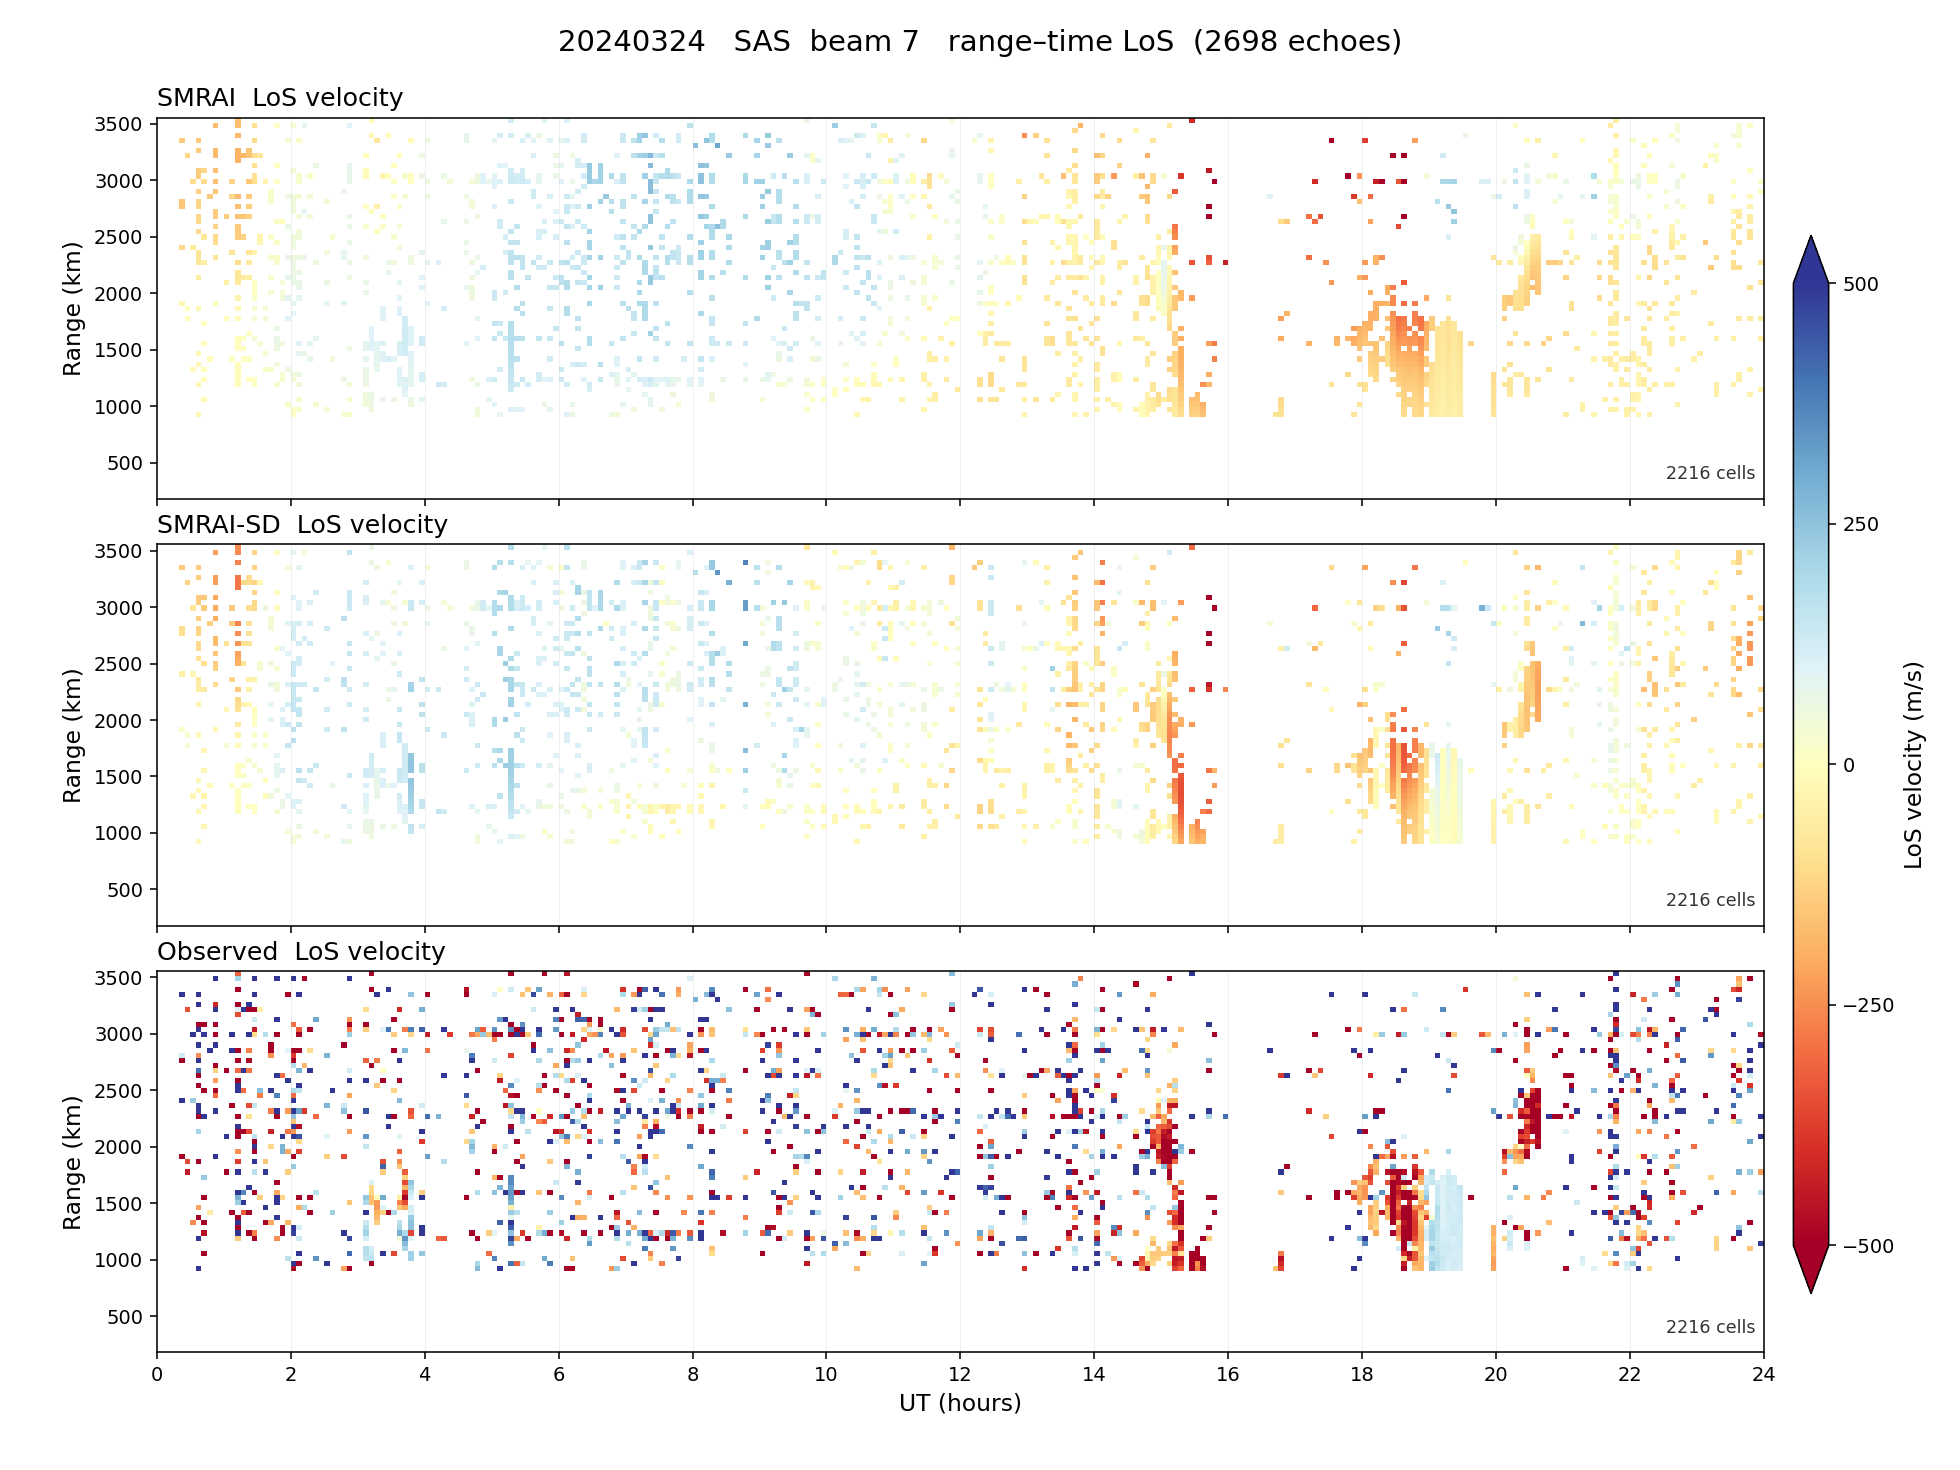 20240324   SAS  beam 7   range–time LoS  (2698 echoes)
SMRAI  LoS velocity
3500
3000
2500
2000
1500
1000
500
Range (km)
2216 cells
SMRAI-SD  LoS velocity
3500
3000
2500
2000
1500
1000
500
Range (km)
2216 cells
Observed  LoS velocity
3500
3000
2500
2000
1500
1000
500
Range (km)
2216 cells
0 2 4 6 8 10 12 14 16 18 20 22 24
UT (hours)
500
250
0
−250
−500
LoS velocity (m/s)